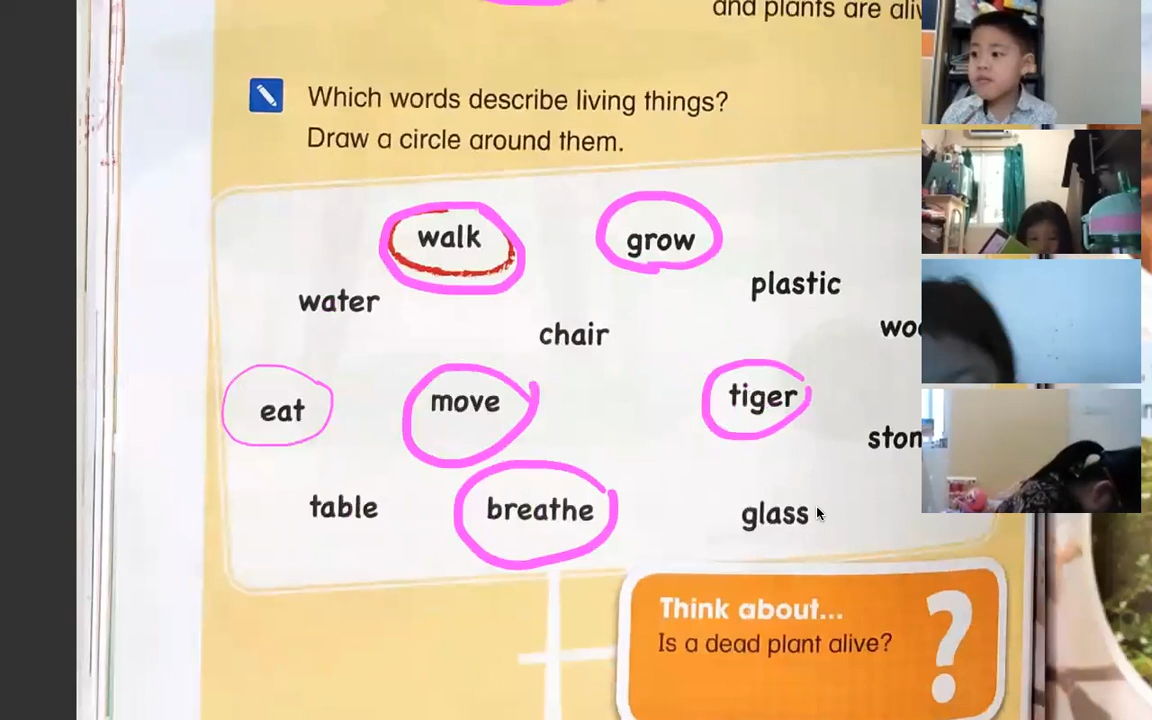 and plants are
Which words describe living things?
Draw a circle around them.
walk
grow
water
plastic
chair
eat
move
tiger
table
breathe
glass
Think about...
Is a dead plant alive?
?